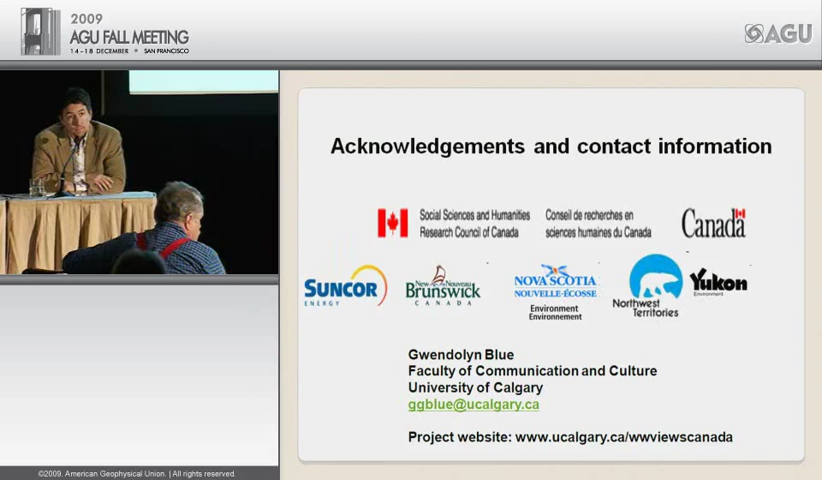 2009
AGU FALL MEETING
14-18 DECEMBER • SAN FRANCISCO
AGU
Acknowledgements and contact information
Social Sciences and Humanities
Research Council of Canada
Conseil de recherches en
sciences humaines du Canada
Canada
SUNCOR
ENERGY
New Nouveau
Brunswick
CANADA
NOVA SCOTIA
NOUVELLE-ÉCOSSE
Environment
Environnement
Northwest
Territories
Yukon
Environment
Gwendolyn Blue
Faculty of Communication and Culture
University of Calgary
ggblue@ucalgary.ca
Project website: www.ucalgary.ca/wwviewscanada
©2009. American Geophysical Union. | All rights reserved.